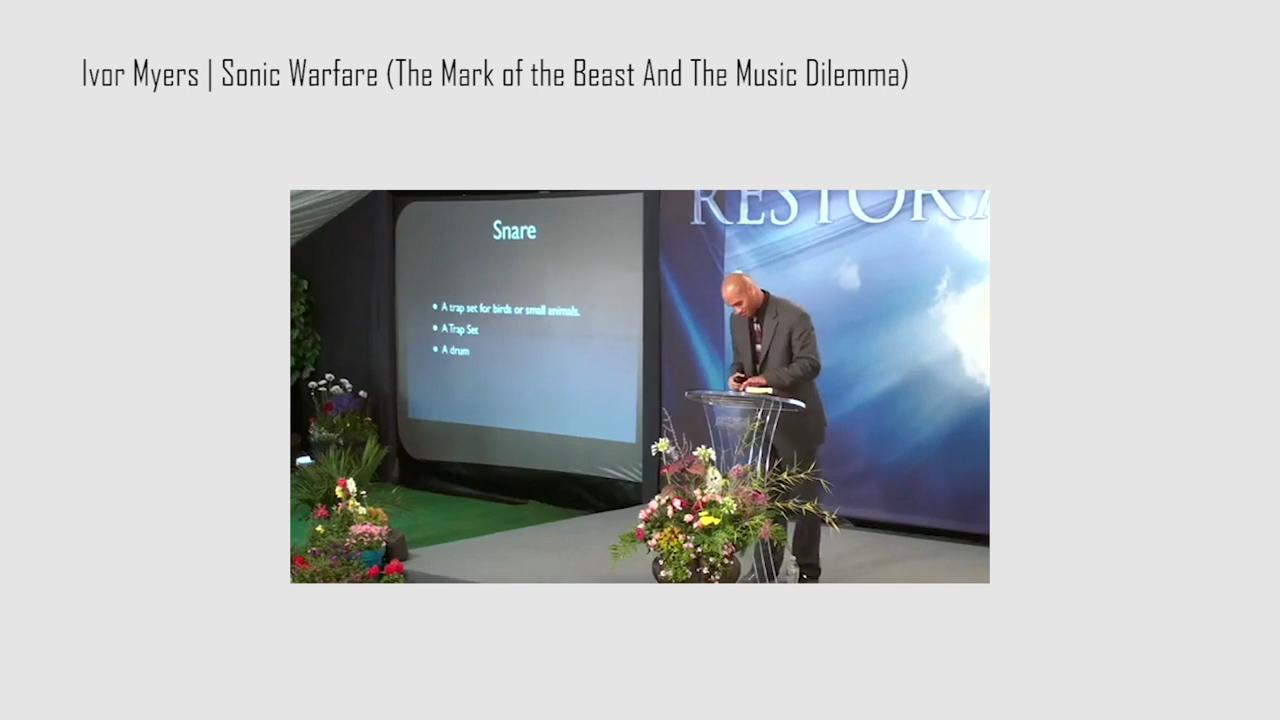 Ivor Myers | Sonic Warfare (The Mark of the Beast And The Music Dilemma)
RESTORA
Snare
• A trap set for birds or small animals.
• A Trap Set
• A drum